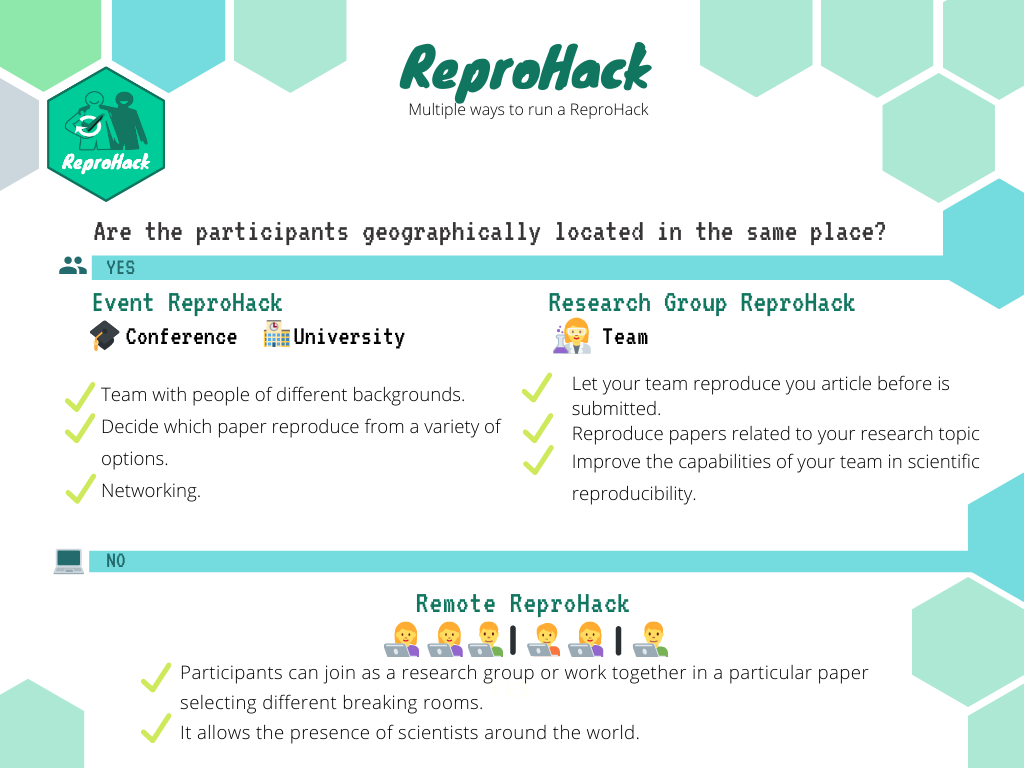 ReproHack
Multiple ways to run a ReproHack
ReproHack
Are the participants geographically located in the same place?
YES
Event ReproHack
Conference University
Team with people of different backgrounds.
Decide which paper reproduce from a variety of
options.
Networking.
Research Group ReproHack
Team
Let your team reproduce you article before is
submitted.
Reproduce papers related to your research topic
Improve the capabilities of your team in scientific
reproducibility.
NO
Remote ReproHack
Participants can join as a research group or work together in a particular paper
selecting different breaking rooms.
It allows the presence of scientists around the world.